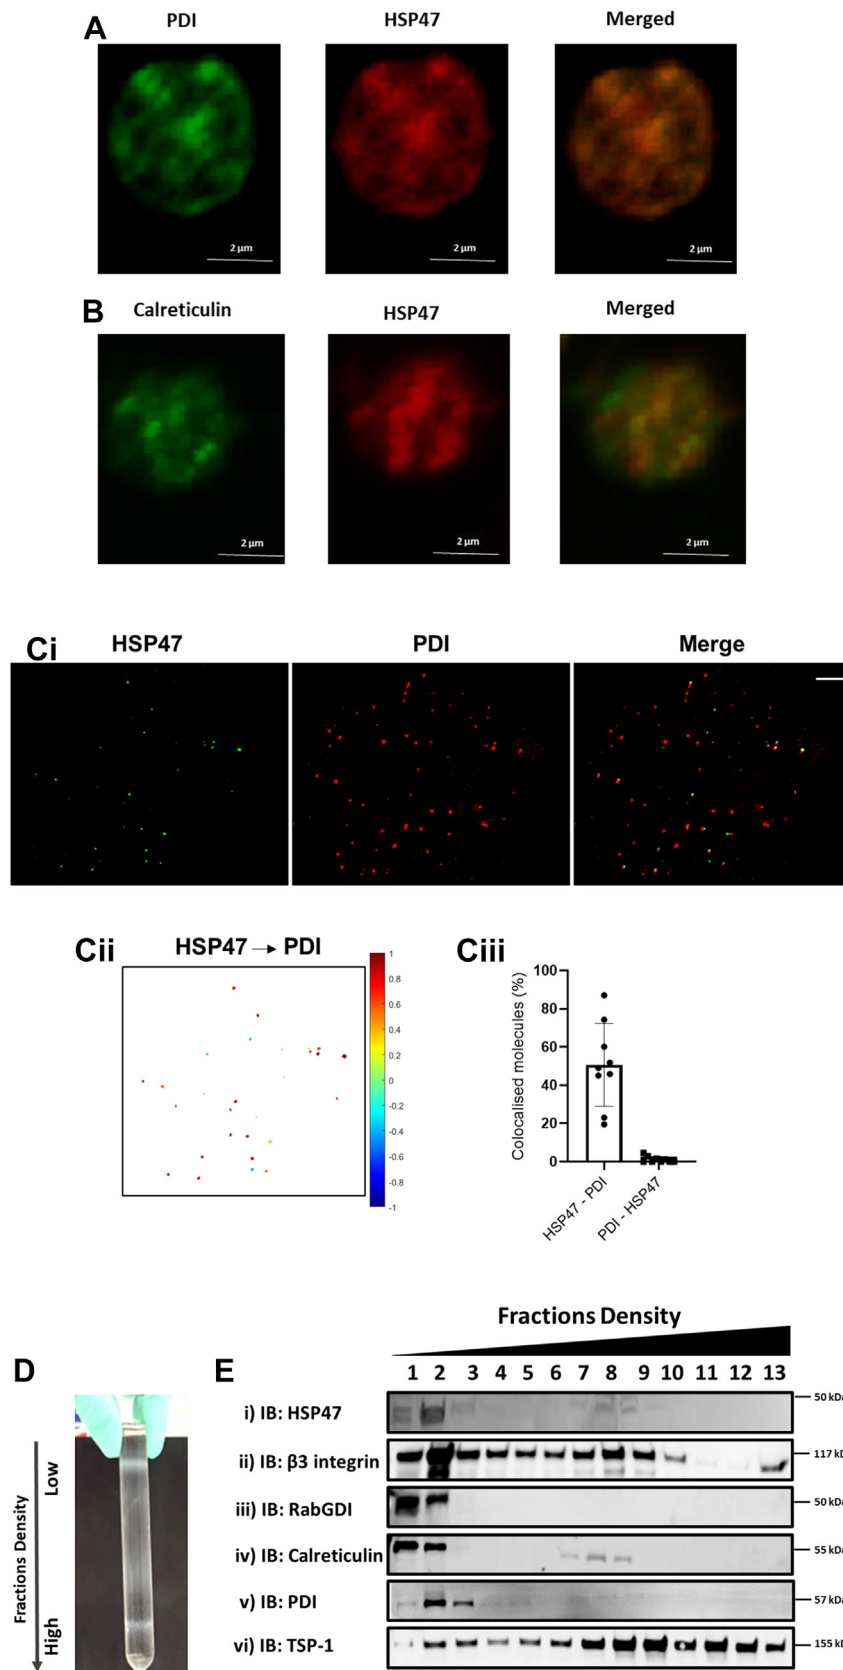 A
PDI HSP47 Merged
2 µm 2 µm 2 µm
B
Calreticulin HSP47 Merged
2 µm 2 µm 2 µm
Ci
HSP47 PDI Merge
Cii
HSP47 → PDI
1
0.8
0.6
0.4
0.2
0
-0.2
-0.4
-0.6
-0.8
-1
Ciii
Colocalised molecules (%)
100
80
60
40
20
0
HSP47 - PDI
PDI - HSP47
D
Fractions Density
Low
High
E
Fractions Density
1 2 3 4 5 6 7 8 9 10 11 12 13
i) IB: HSP47 50 kDa
ii) IB: β3 integrin 117 kD
iii) IB: RabGDI 50 kDa
iv) IB: Calreticulin 55 kDa
v) IB: PDI 57 kDa
vi) IB: TSP-1 155 kDa